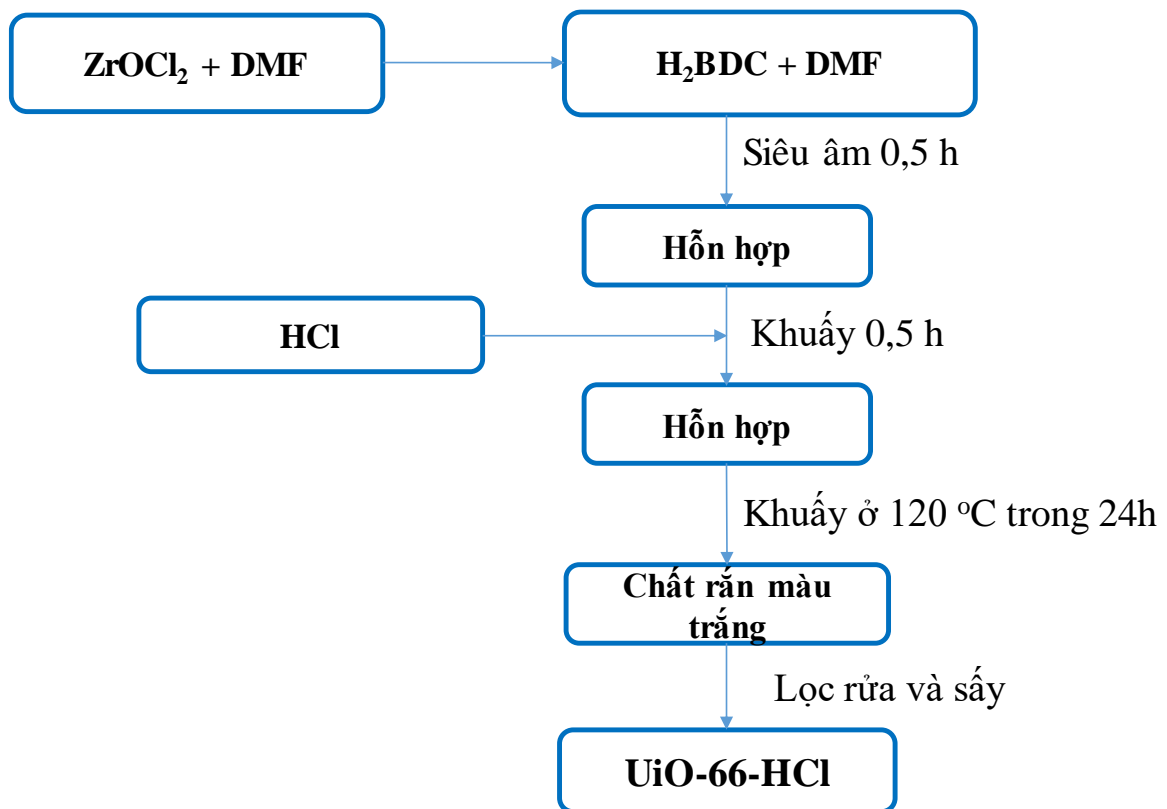 ZrOCl₂ + DMF
H₂BDC + DMF
Siêu âm 0,5 h
Hỗn hợp
HCl
Khuấy 0,5 h
Hỗn hợp
Khuấy ở 120 ᵒC trong 24h
Chất rắn màu
trắng
Lọc rửa và sấy
UiO-66-HCl